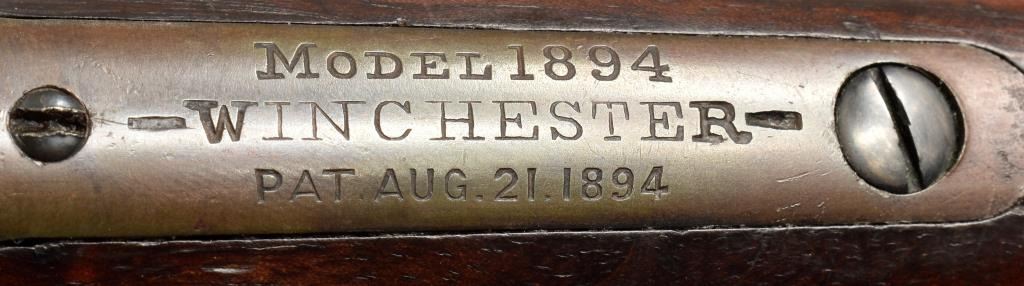 MODEL 1894
-WINCHESTER-
PAT. AUG. 21. 1894